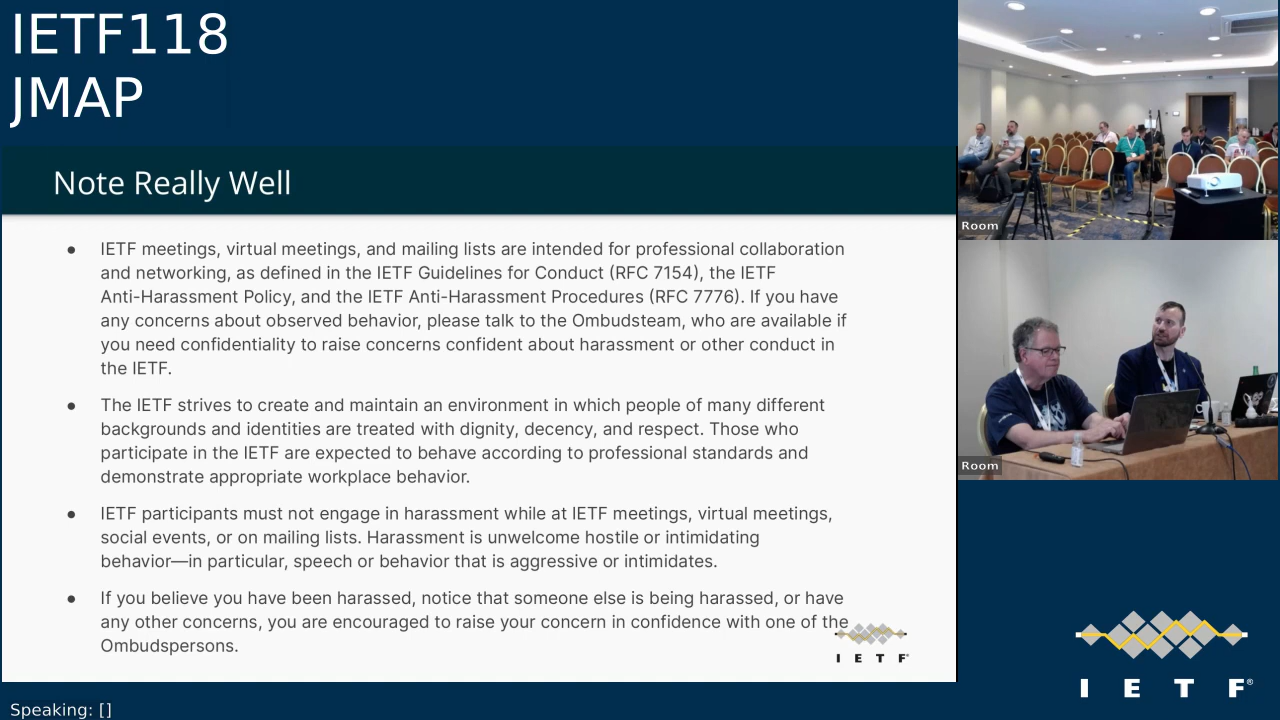 IETF118
JMAP
Note Really Well
● IETF meetings, virtual meetings, and mailing lists are intended for professional collaboration
and networking, as defined in the IETF Guidelines for Conduct (RFC 7154), the IETF
Anti-Harassment Policy, and the IETF Anti-Harassment Procedures (RFC 7776). If you have
any concerns about observed behavior, please talk to the Ombudsteam, who are available if
you need confidentiality to raise concerns confident about harassment or other conduct in
the IETF.
● The IETF strives to create and maintain an environment in which people of many different
backgrounds and identities are treated with dignity, decency, and respect. Those who
participate in the IETF are expected to behave according to professional standards and
demonstrate appropriate workplace behavior.
● IETF participants must not engage in harassment while at IETF meetings, virtual meetings,
social events, or on mailing lists. Harassment is unwelcome hostile or intimidating
behavior—in particular, speech or behavior that is aggressive or intimidates.
● If you believe you have been harassed, notice that someone else is being harassed, or have
any other concerns, you are encouraged to raise your concern in confidence with one of the
Ombudspersons.
I E T F®
Room
Room
I E T F®
Speaking: []